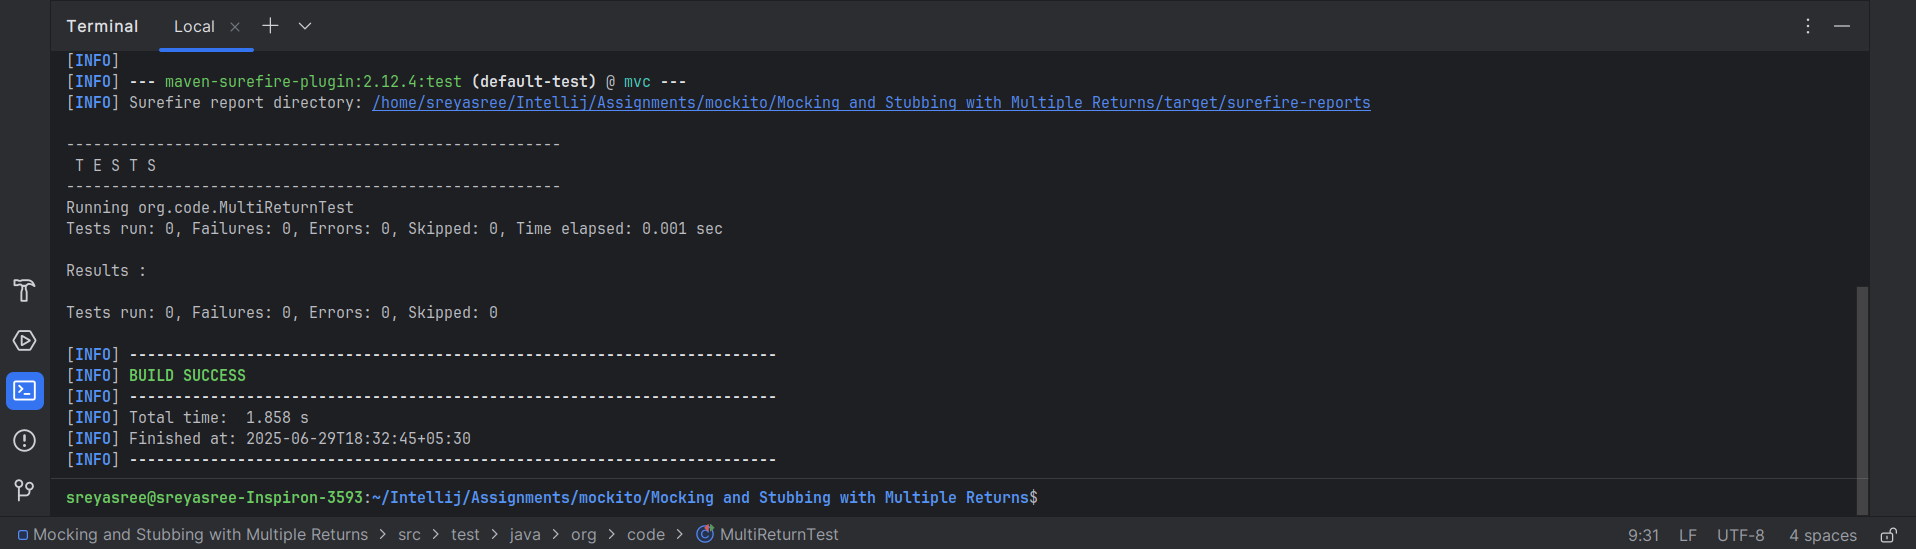 Terminal Local
[INFO]
[INFO] --- maven-surefire-plugin:2.12.4:test (default-test) @ mvc ---
[INFO] Surefire report directory: /home/sreyasree/Intellij/Assignments/mockito/Mocking and Stubbing with Multiple Returns/target/surefire-reports
-------------------------------------------------------
T E S T S
-------------------------------------------------------
Running org.code.MultiReturnTest
Tests run: 0, Failures: 0, Errors: 0, Skipped: 0, Time elapsed: 0.001 sec
Results :
Tests run: 0, Failures: 0, Errors: 0, Skipped: 0
[INFO] ------------------------------------------------------------------------
[INFO] BUILD SUCCESS
[INFO] ------------------------------------------------------------------------
[INFO] Total time:  1.858 s
[INFO] Finished at: 2025-06-29T18:32:45+05:30
[INFO] ------------------------------------------------------------------------
sreyasree@sreyasree-Inspiron-3593:~/Intellij/Assignments/mockito/Mocking and Stubbing with Multiple Returns$
Mocking and Stubbing with Multiple Returns > src > test > java > org > code > MultiReturnTest 9:31 LF UTF-8 4 spaces